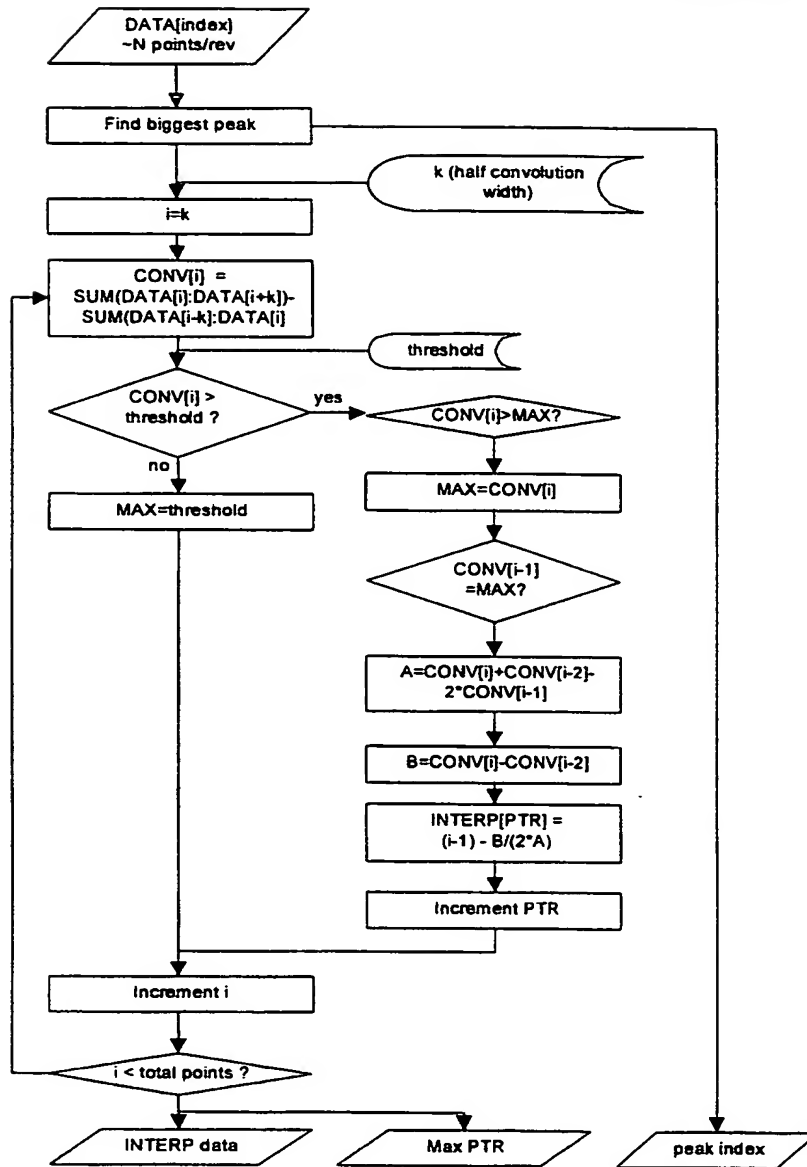 DATA[index]
~N points/rev
Find biggest peak
k (half convolution
width)
i=k
CONV[i] =
SUM(DATA[i]:DATA[i+k])-
SUM(DATA[i-k]:DATA[i]
threshold
CONV[i] >
threshold ?
yes
no
CONV[i]>MAX?
MAX=threshold
MAX=CONV[i]
CONV[i-1]
=MAX?
A=CONV[i]+CONV[i-2]-
2*CONV[i-1]
B=CONV[i]-CONV[i-2]
INTERP[PTR] =
(i-1) - B/(2*A)
Increment PTR
Increment i
i < total points ?
INTERP data
Max PTR
peak index